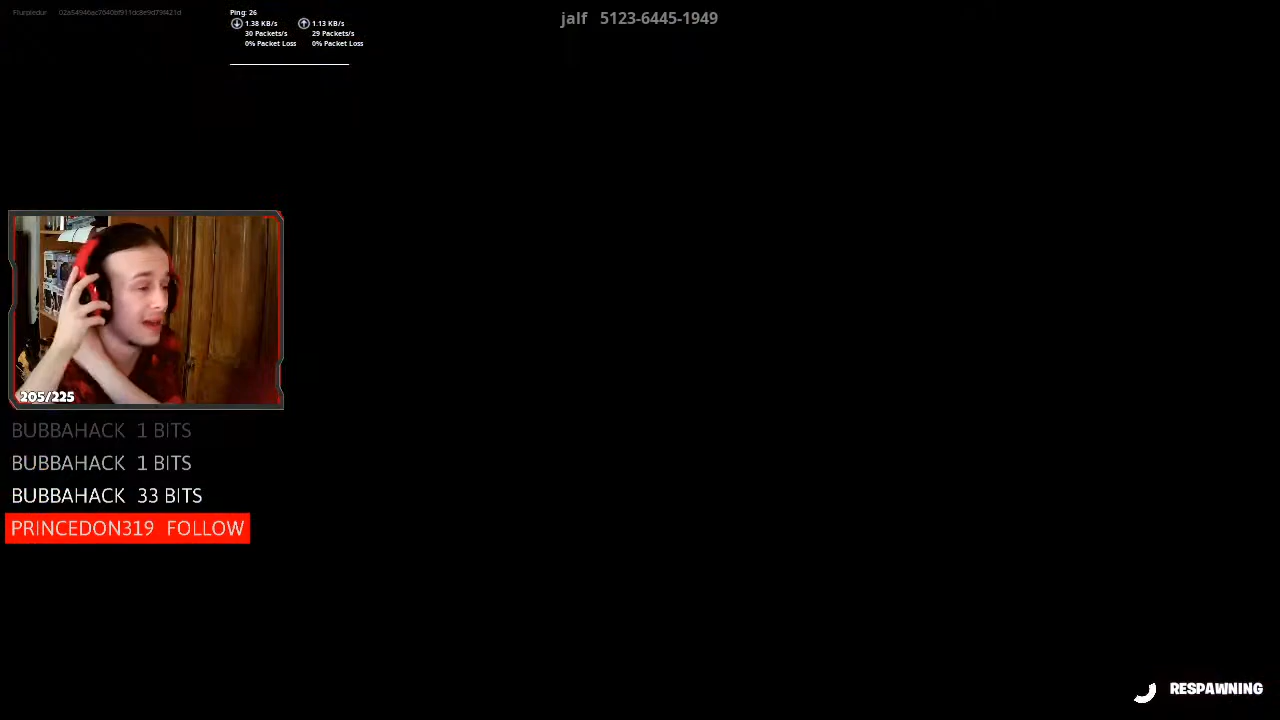 Flurpledur
Ping: 26
1.38 KB/s 1.13 KB/s
30 Packets/s 29 Packets/s
0% Packet Loss 0% Packet Loss
jalf 5123-6445-1949
205/225
BUBBAHACK 1 BITS
BUBBAHACK 1 BITS
BUBBAHACK 33 BITS
PRINCEDON319 FOLLOW
RESPAWNING